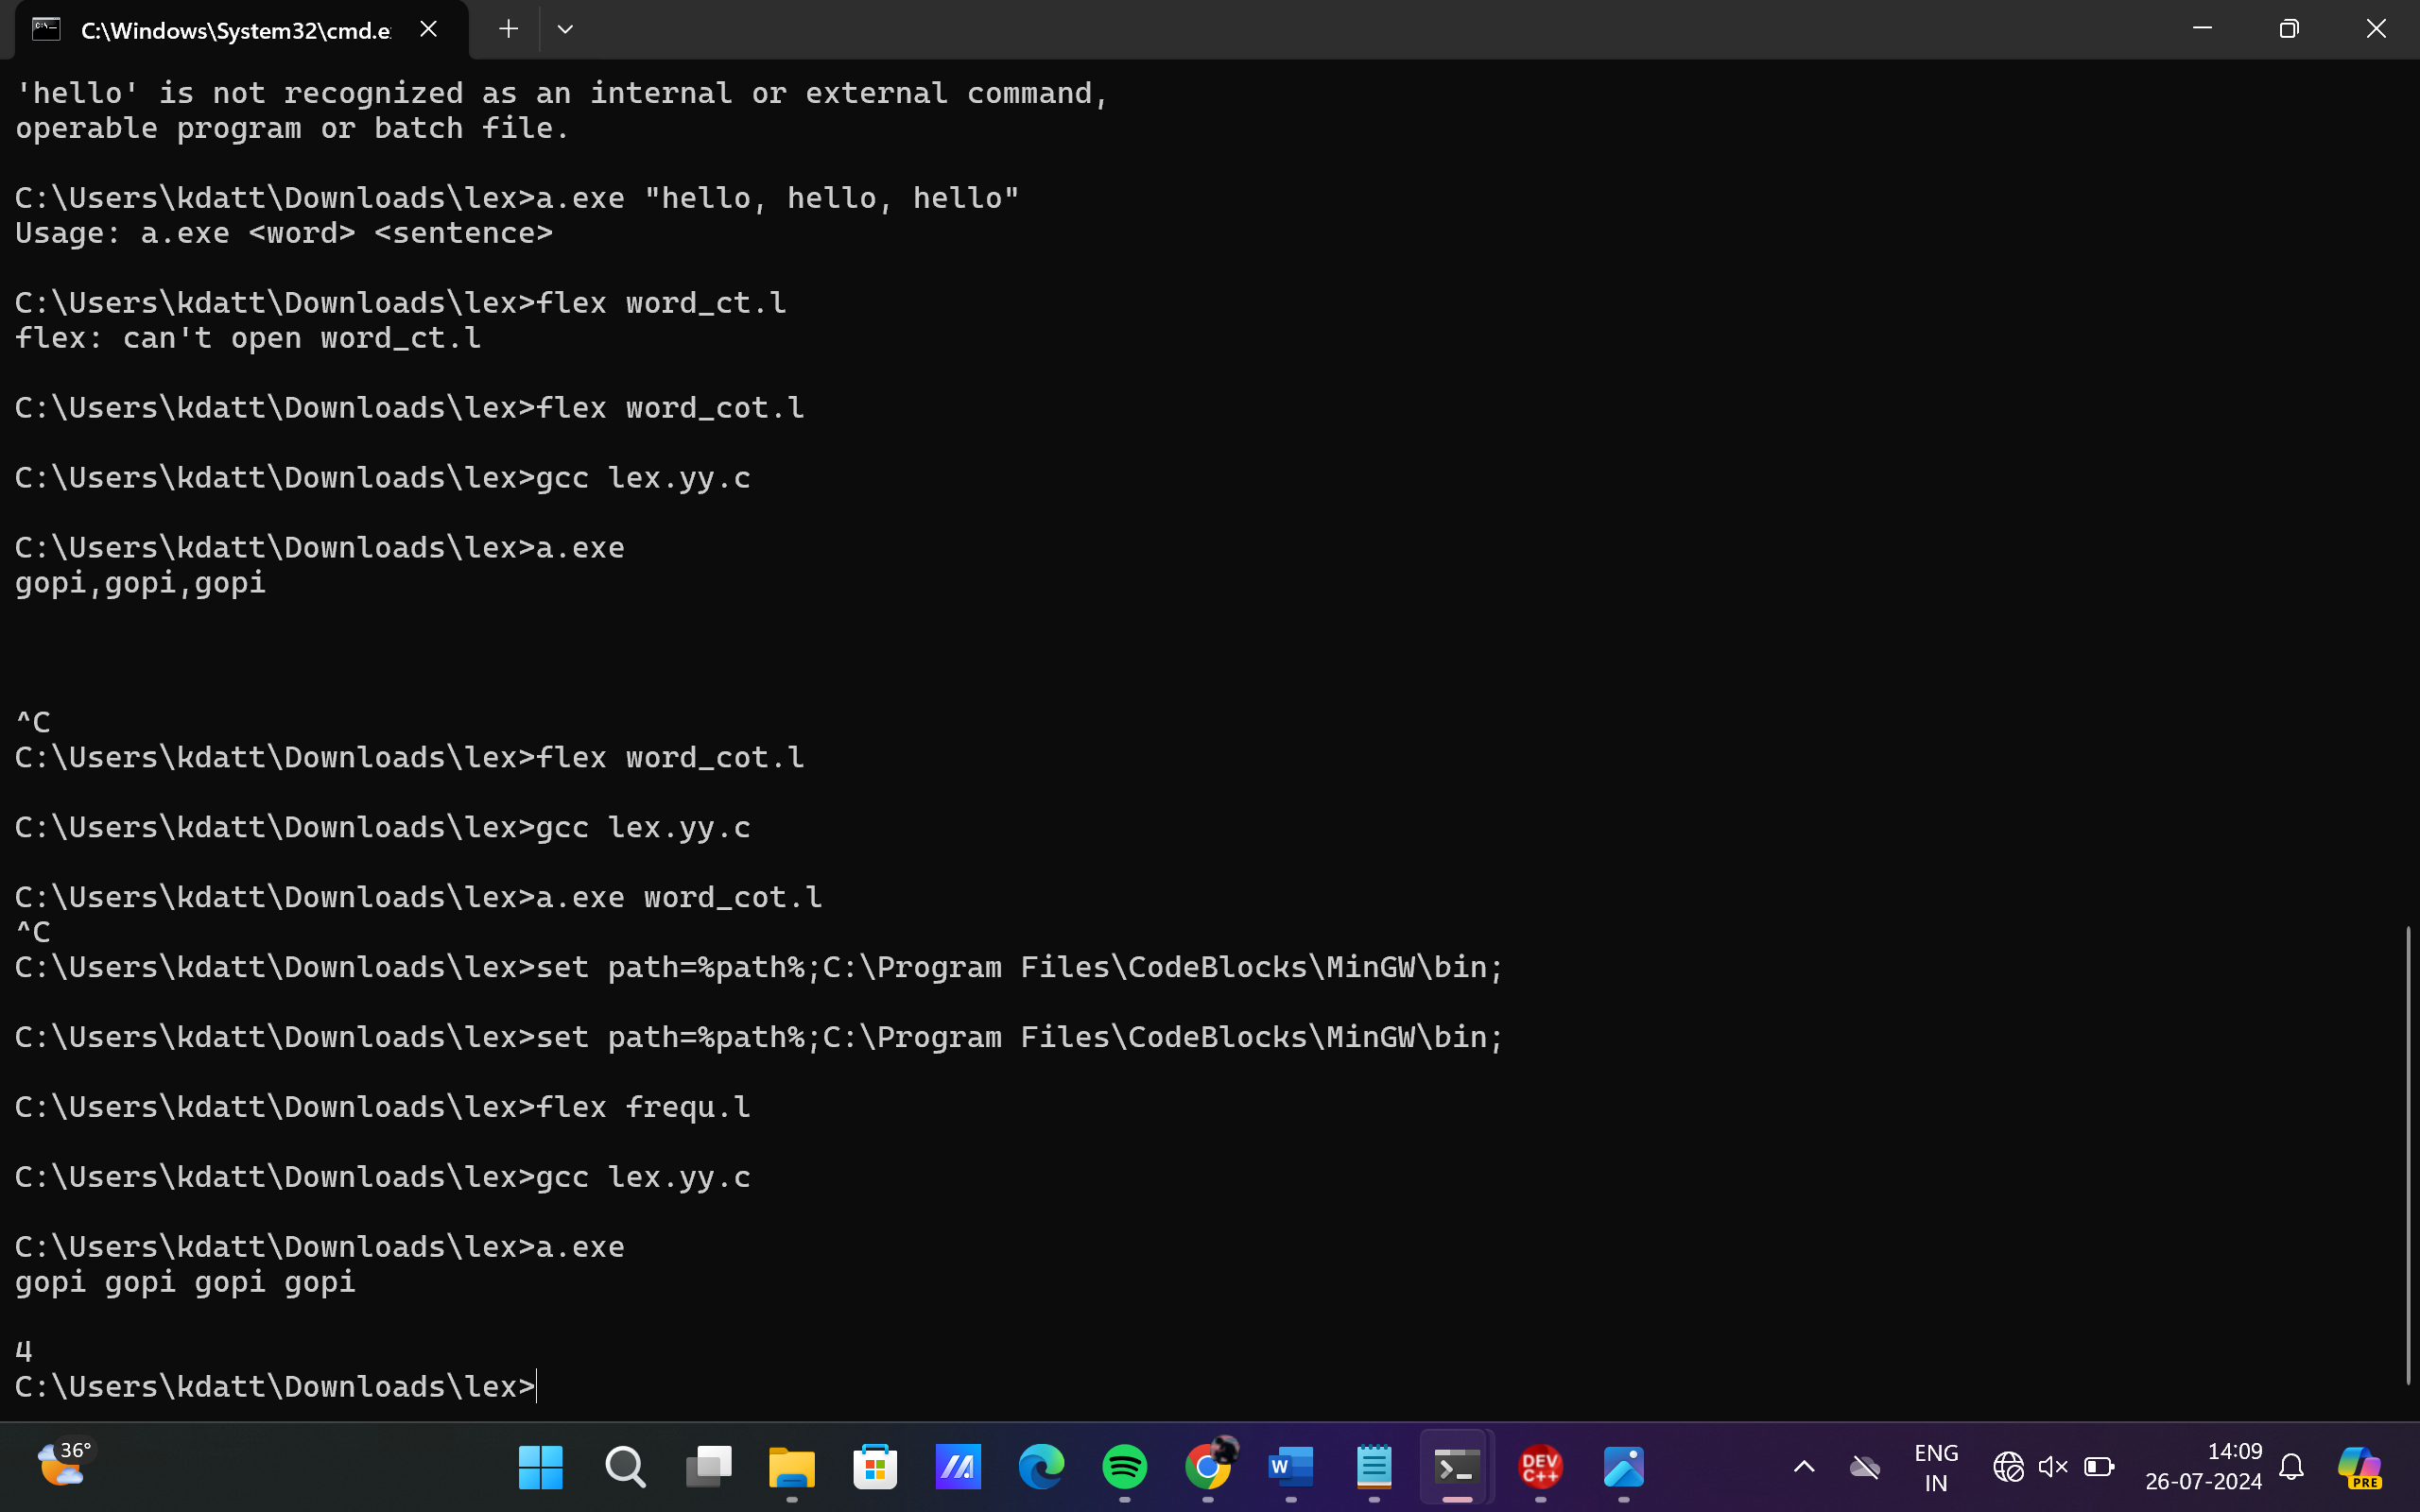 C:\Windows\System32\cmd.e
'hello' is not recognized as an internal or external command,
operable program or batch file.
C:\Users\kdatt\Downloads\lex>a.exe "hello, hello, hello"
Usage: a.exe <word> <sentence>
C:\Users\kdatt\Downloads\lex>flex word_ct.l
flex: can't open word_ct.l
C:\Users\kdatt\Downloads\lex>flex word_cot.l
C:\Users\kdatt\Downloads\lex>gcc lex.yy.c
C:\Users\kdatt\Downloads\lex>a.exe
gopi,gopi,gopi
^C
C:\Users\kdatt\Downloads\lex>flex word_cot.l
C:\Users\kdatt\Downloads\lex>gcc lex.yy.c
C:\Users\kdatt\Downloads\lex>a.exe word_cot.l
^C
C:\Users\kdatt\Downloads\lex>set path=%path%;C:\Program Files\CodeBlocks\MinGW\bin;
C:\Users\kdatt\Downloads\lex>set path=%path%;C:\Program Files\CodeBlocks\MinGW\bin;
C:\Users\kdatt\Downloads\lex>flex frequ.l
C:\Users\kdatt\Downloads\lex>gcc lex.yy.c
C:\Users\kdatt\Downloads\lex>a.exe
gopi gopi gopi gopi
4
C:\Users\kdatt\Downloads\lex>
36°
W
DEV
C++
ENG
IN
14:09
26-07-2024
PRE